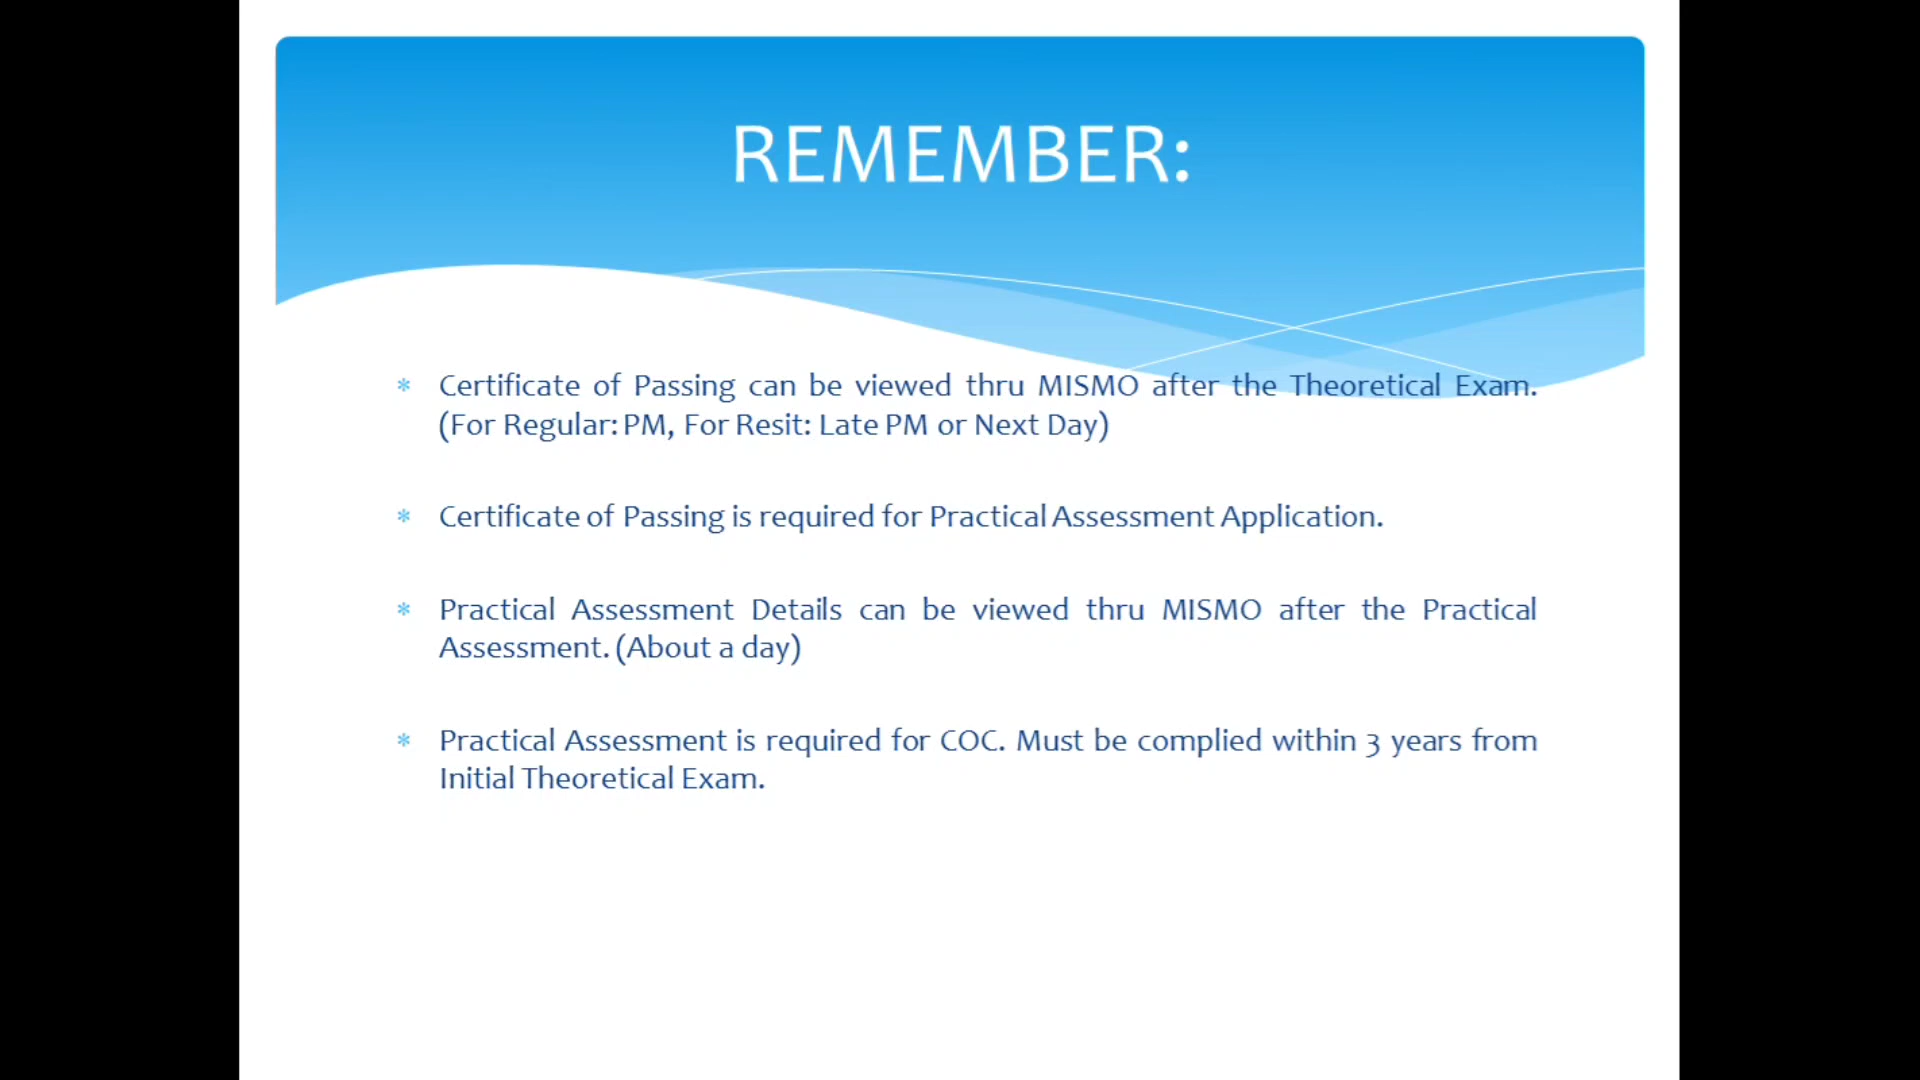 REMEMBER:
* Certificate of Passing can be viewed thru MISMO after the Theoretical Exam.
(For Regular: PM, For Resit: Late PM or Next Day)
* Certificate of Passing is required for Practical Assessment Application.
* Practical Assessment Details can be viewed thru MISMO after the Practical
Assessment. (About a day)
* Practical Assessment is required for COC. Must be complied within 3 years from
Initial Theoretical Exam.